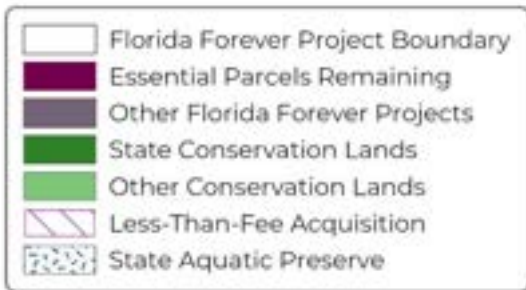 Florida Forever Project Boundary
Essential Parcels Remaining
Other Florida Forever Projects
State Conservation Lands
Other Conservation Lands
Less-Than-Fee Acquisition
State Aquatic Preserve